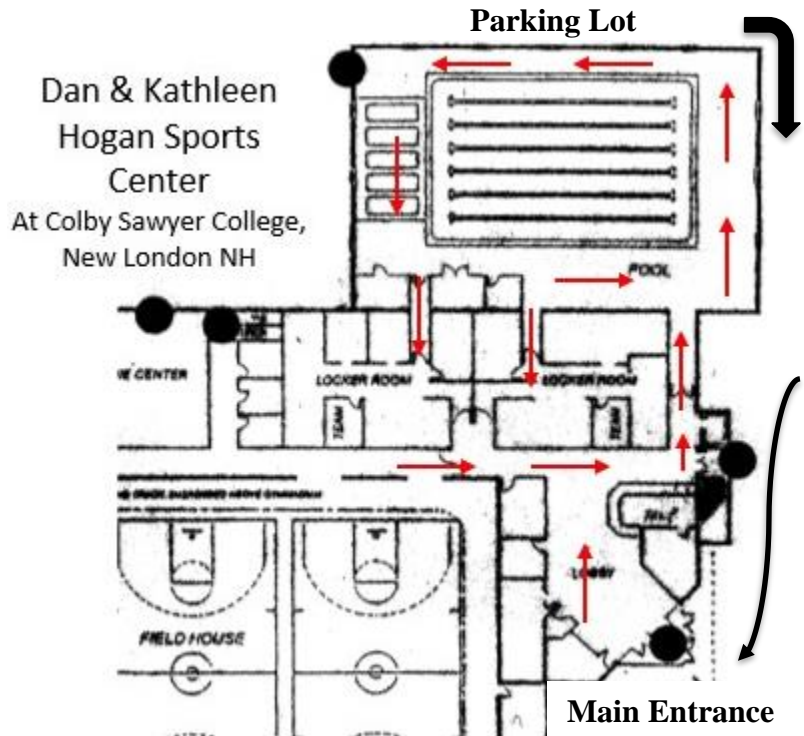 Parking Lot
Dan & Kathleen
Hogan Sports
Center
At Colby Sawyer College,
New London NH
POOL
LOCKER ROOM
LOCKER ROOM
TEAM
TEAM
LOBBY
FIELD HOUSE
Main Entrance